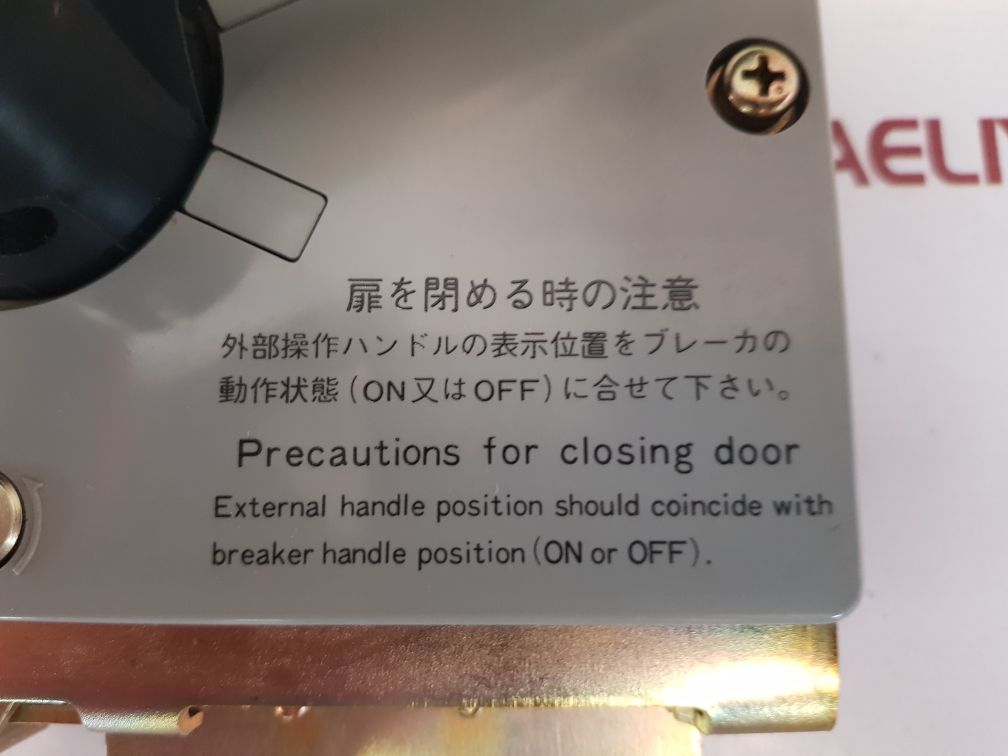 扉を閉める時の注意
外部操作ハンドルの表示位置をブレーカの
動作状態(ON又はOFF)に合せて下さい。
Precautions for closing door
External handle position should coincide with
breaker handle position(ON or OFF).